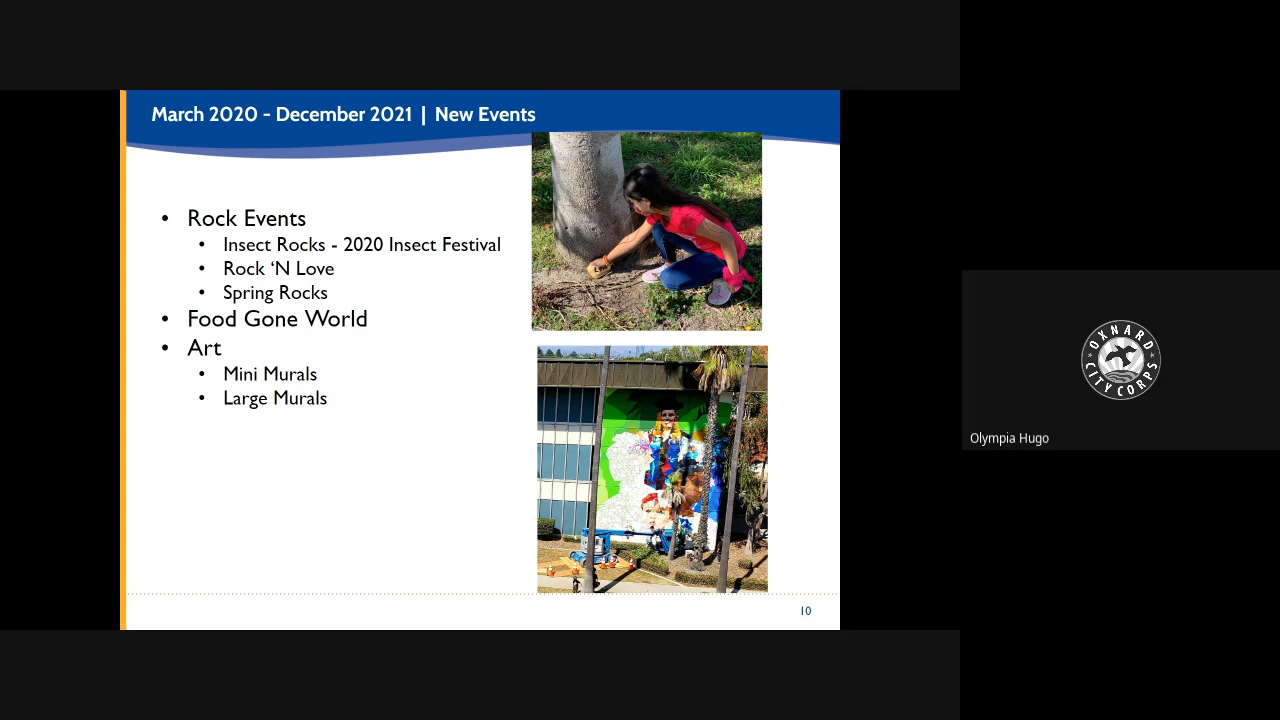 March 2020 - December 2021 | New Events
• Rock Events
• Insect Rocks - 2020 Insect Festival
• Rock ‘N Love
• Spring Rocks
• Food Gone World
• Art
• Mini Murals
• Large Murals
10
OXNARD
CITY CORPS
Olympia Hugo